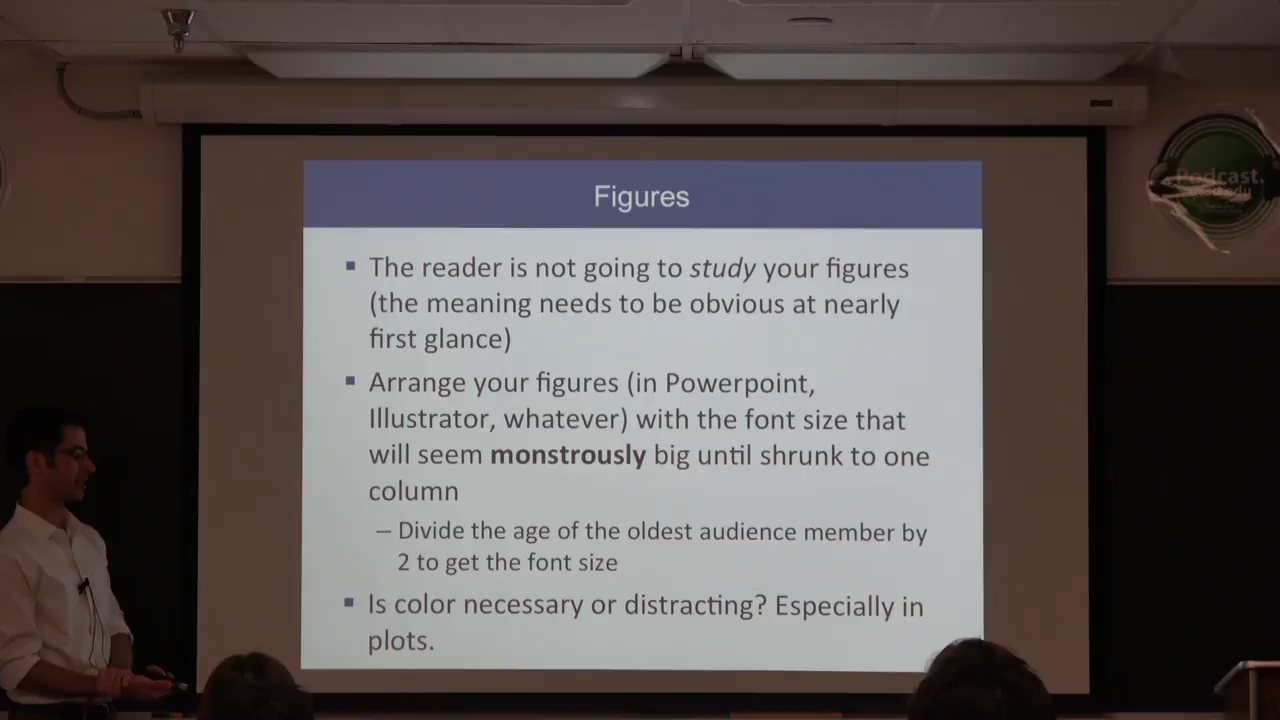 Figures
▪ The reader is not going to study your figures
(the meaning needs to be obvious at nearly
first glance)
▪ Arrange your figures (in Powerpoint,
Illustrator, whatever) with the font size that
will seem monstrously big until shrunk to one
column
– Divide the age of the oldest audience member by
2 to get the font size
▪ Is color necessary or distracting? Especially in
plots.
Podcast.